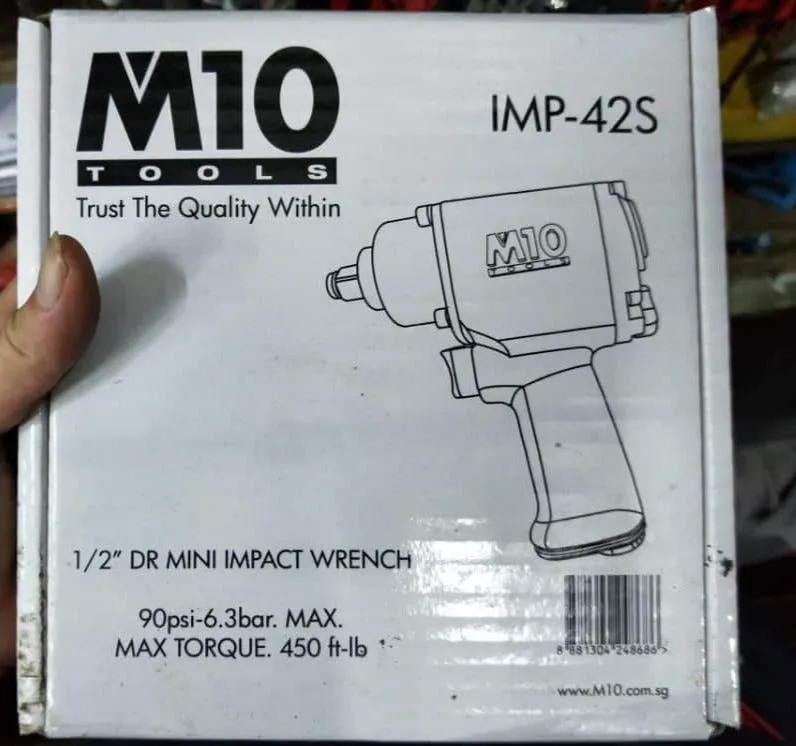 M10
TOOLS
Trust The Quality Within
IMP-42S
M10
TOOLS
1/2" DR MINI IMPACT WRENCH
90psi-6.3bar. MAX.
MAX TORQUE. 450 ft-lb
8 881304 248686 >
www.M10.com.sg